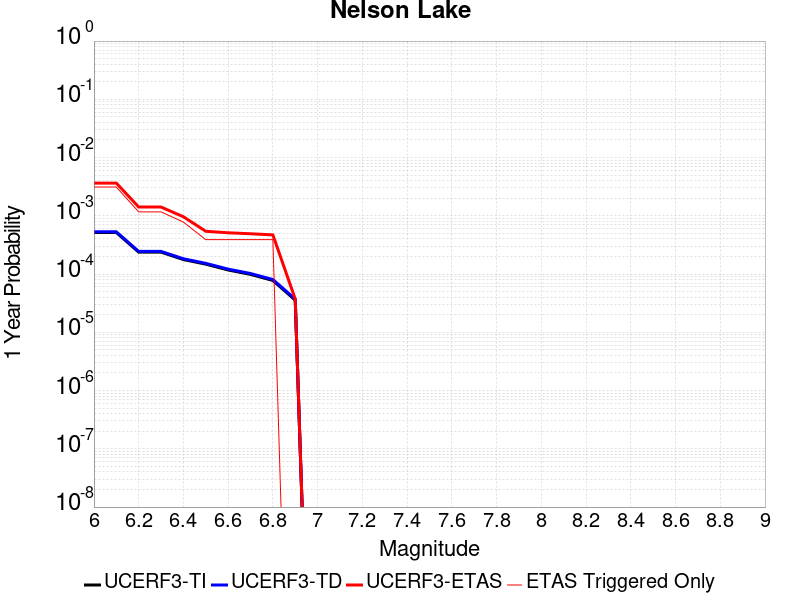 Nelson Lake
1 Year Probability
10^0
10^-1
10^-2
10^-3
10^-4
10^-5
10^-6
10^-7
10^-8
6 6.2 6.4 6.6 6.8 7 7.2 7.4 7.6 7.8 8 8.2 8.4 8.6 8.8 9
Magnitude
UCERF3-TI UCERF3-TD UCERF3-ETAS ETAS Triggered Only